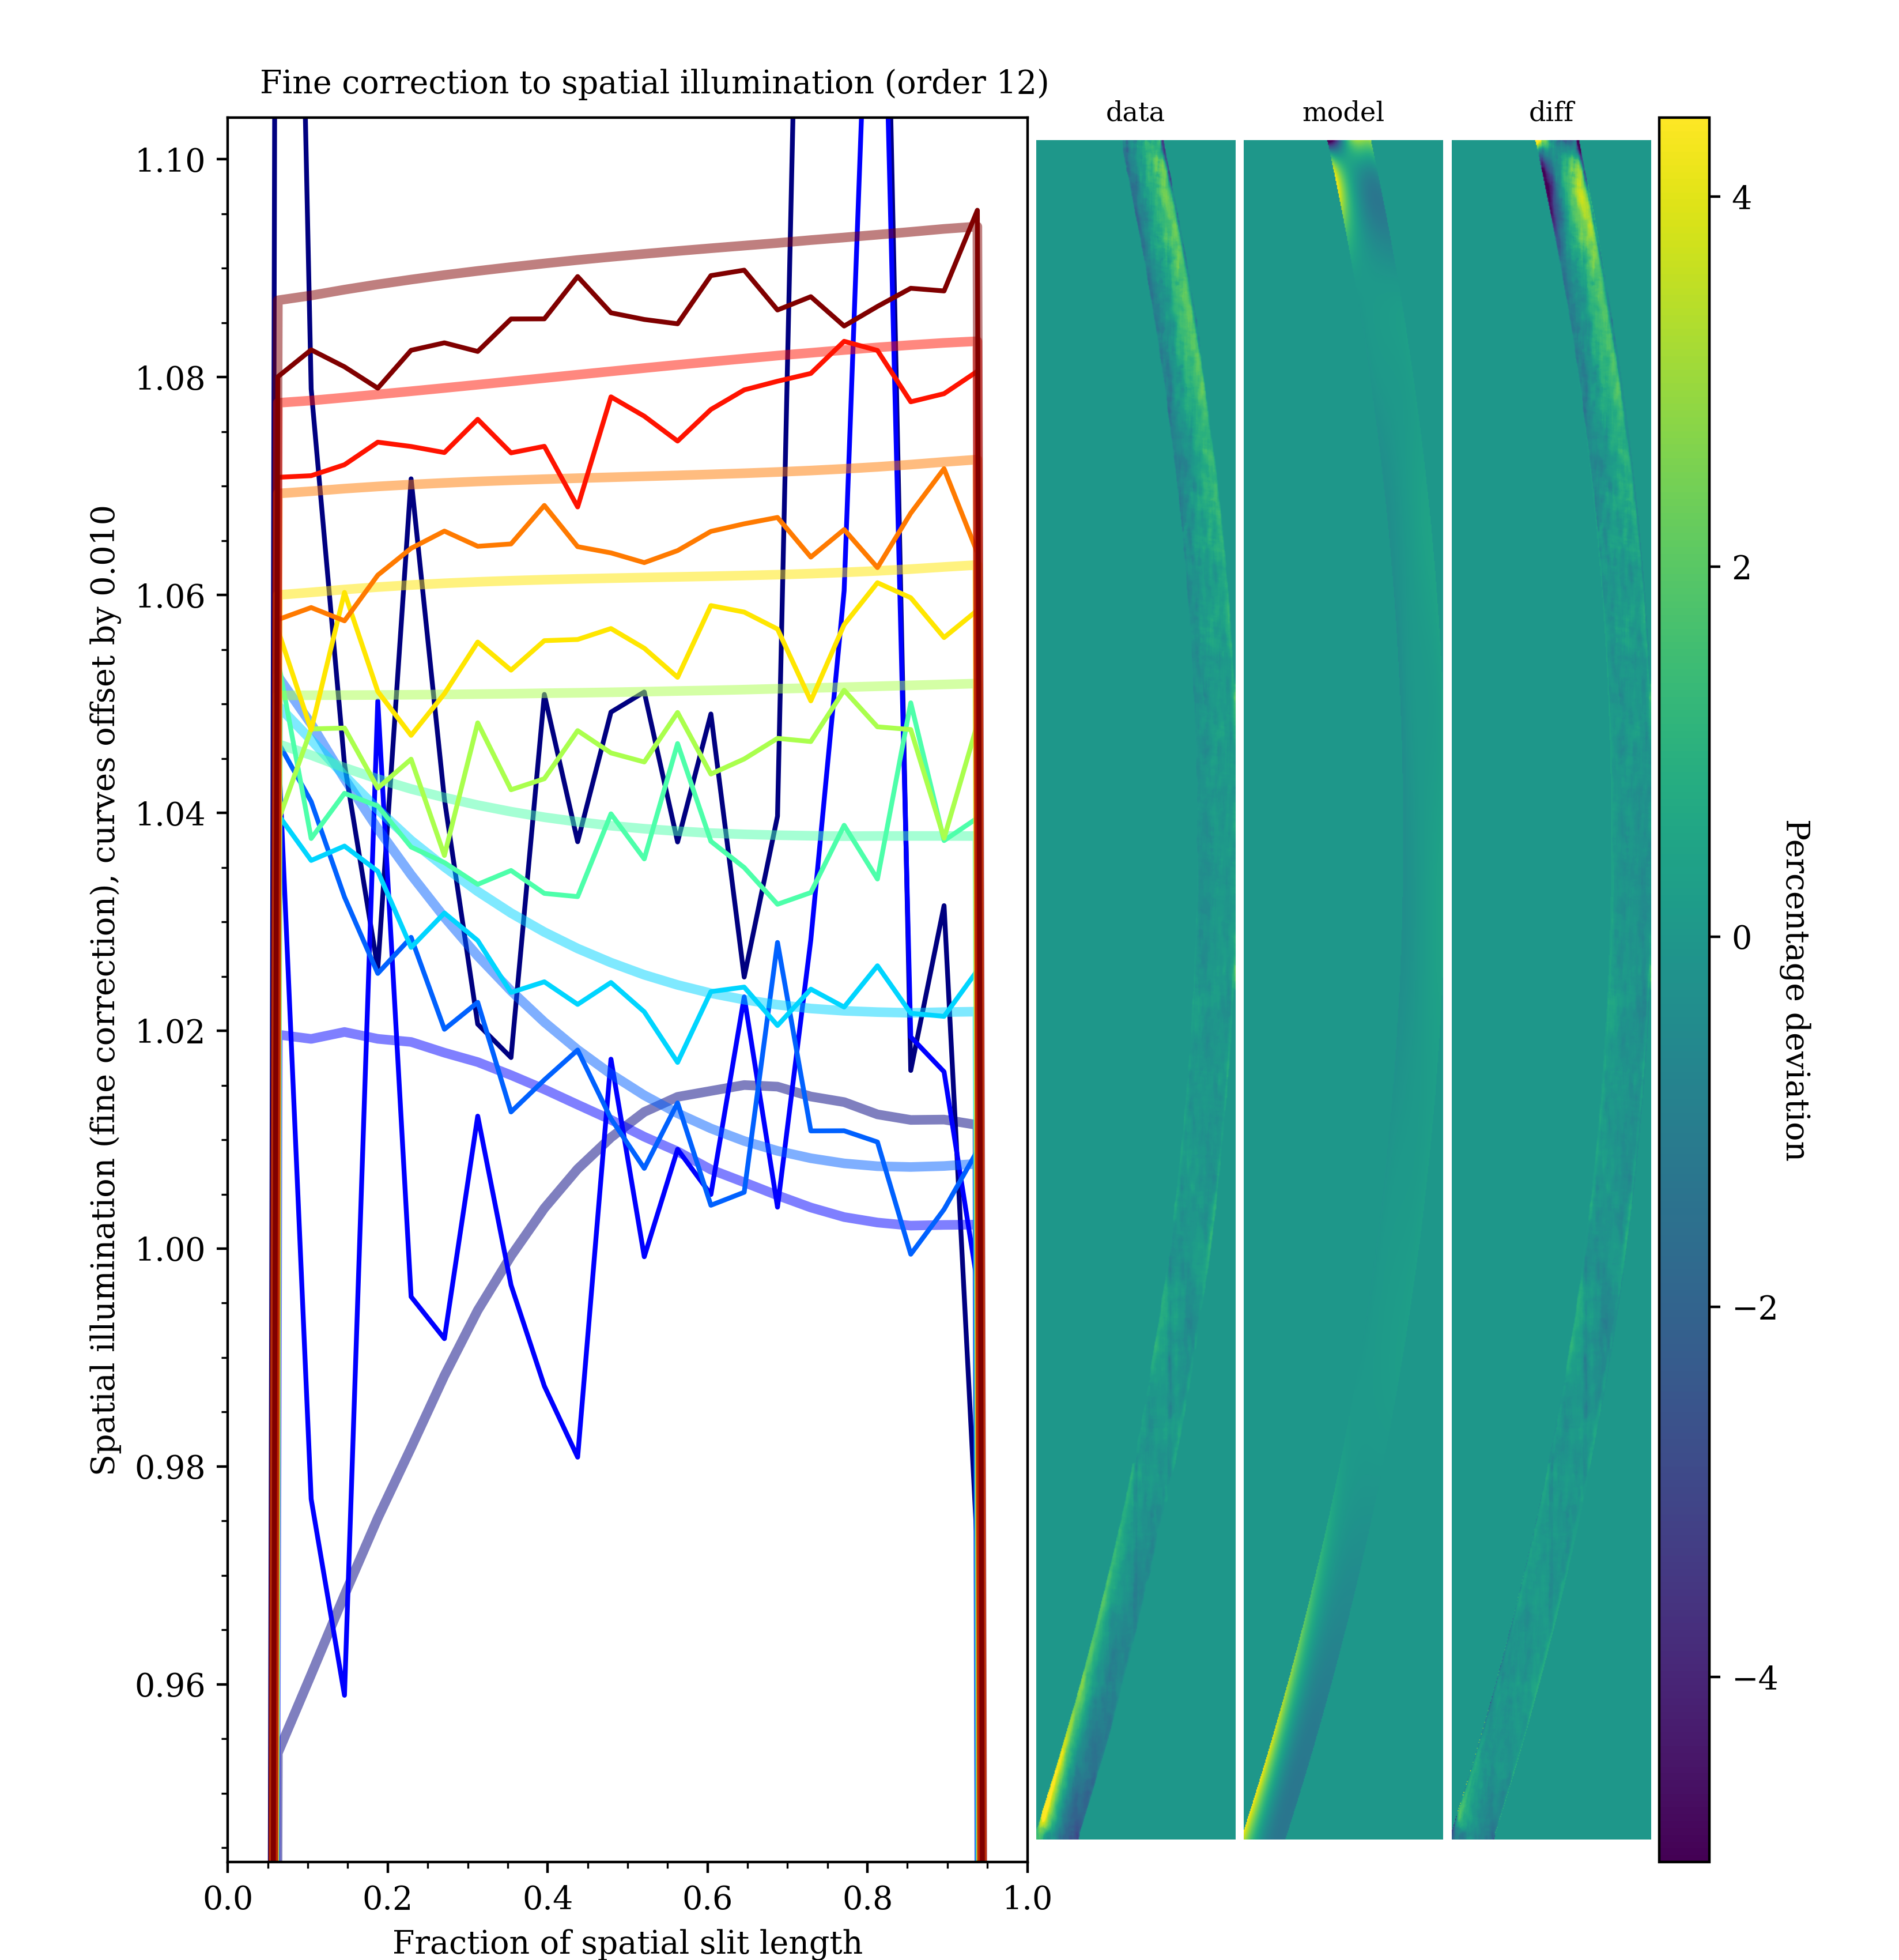 Fine correction to spatial illumination (order 12)
data
model
diff
Spatial illumination (fine correction), curves offset by 0.010
1.10
1.08
1.06
1.04
1.02
1.00
0.98
0.96
0.0 0.2 0.4 0.6 0.8 1.0
Fraction of spatial slit length
4
2
0
−2
−4
Percentage deviation